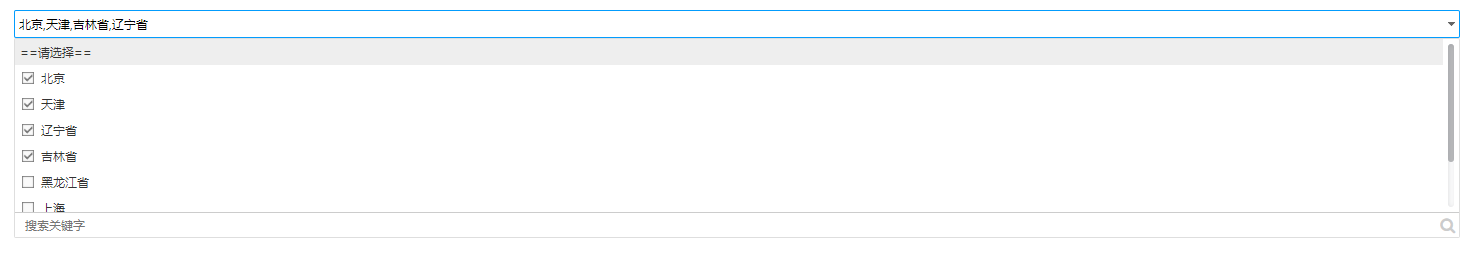 北京,天津,吉林省,辽宁省
==请选择==
北京
天津
辽宁省
吉林省
黑龙江省
上海
搜索关键字